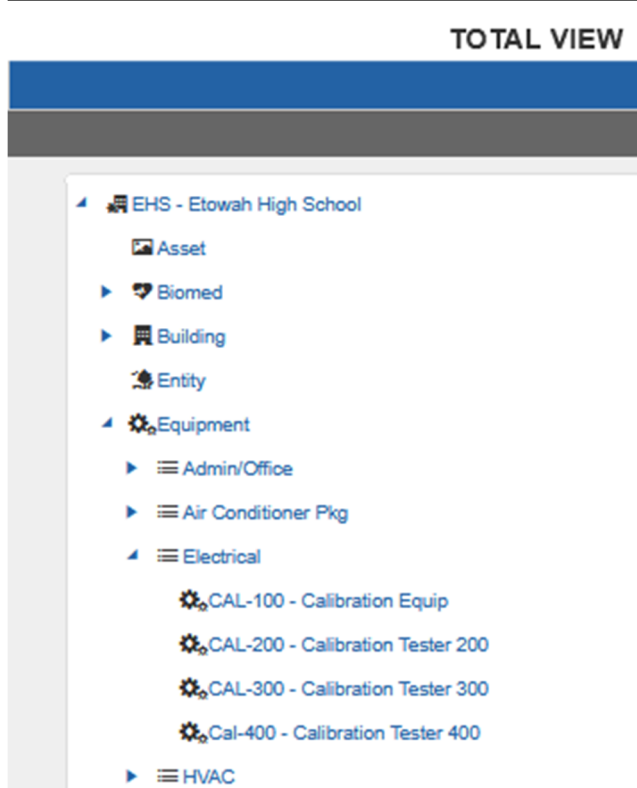 TOTAL VIEW
EHS - Etowah High School
Asset
Biomed
Building
Entity
Equipment
Admin/Office
Air Conditioner Pkg
Electrical
CAL-100 - Calibration Equip
CAL-200 - Calibration Tester 200
CAL-300 - Calibration Tester 300
Cal-400 - Calibration Tester 400
HVAC